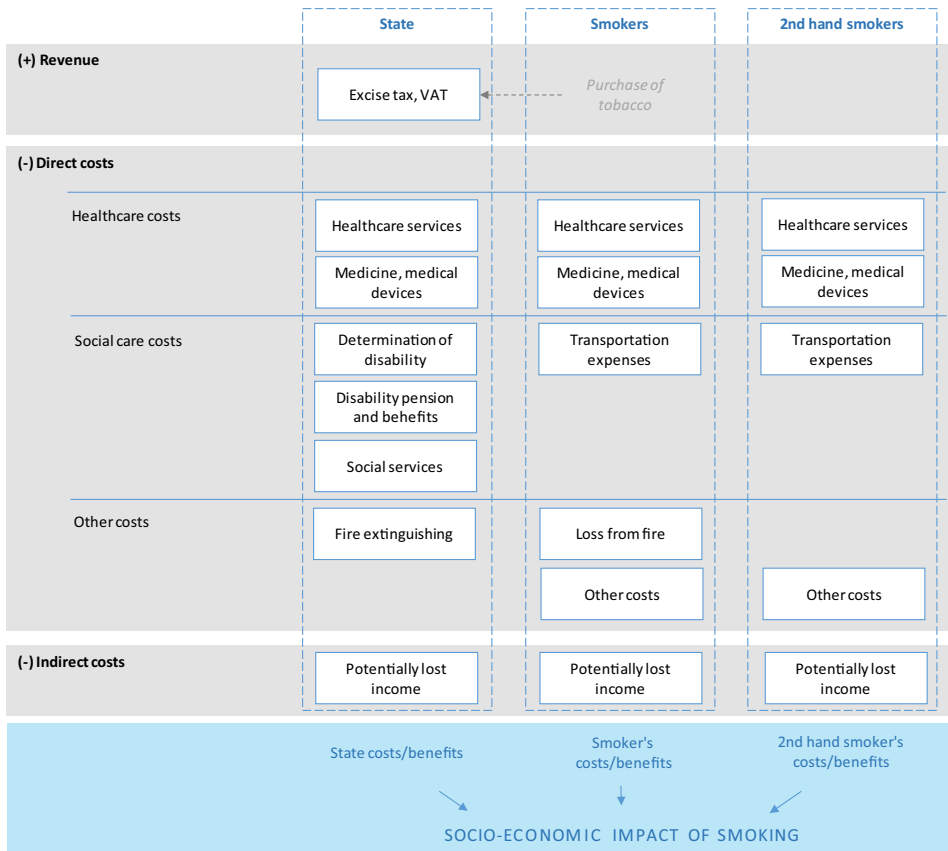 State
Smokers
2nd hand smokers
(+) Revenue
Excise tax, VAT
Purchase of
tobacco
(-) Direct costs
Healthcare costs
Healthcare services
Healthcare services
Healthcare services
Medicine, medical
devices
Medicine, medical
devices
Medicine, medical
devices
Social care costs
Determination of
disability
Transportation
expenses
Transportation
expenses
Disability pension
and behefits
Social services
Other costs
Fire extinguishing
Loss from fire
Other costs
Other costs
(-) Indirect costs
Potentially lost
income
Potentially lost
income
Potentially lost
income
State costs/benefits
Smoker's
costs/benefits
2nd hand smoker's
costs/benefits
SOCIO-ECONOMIC IMPACT OF SMOKING